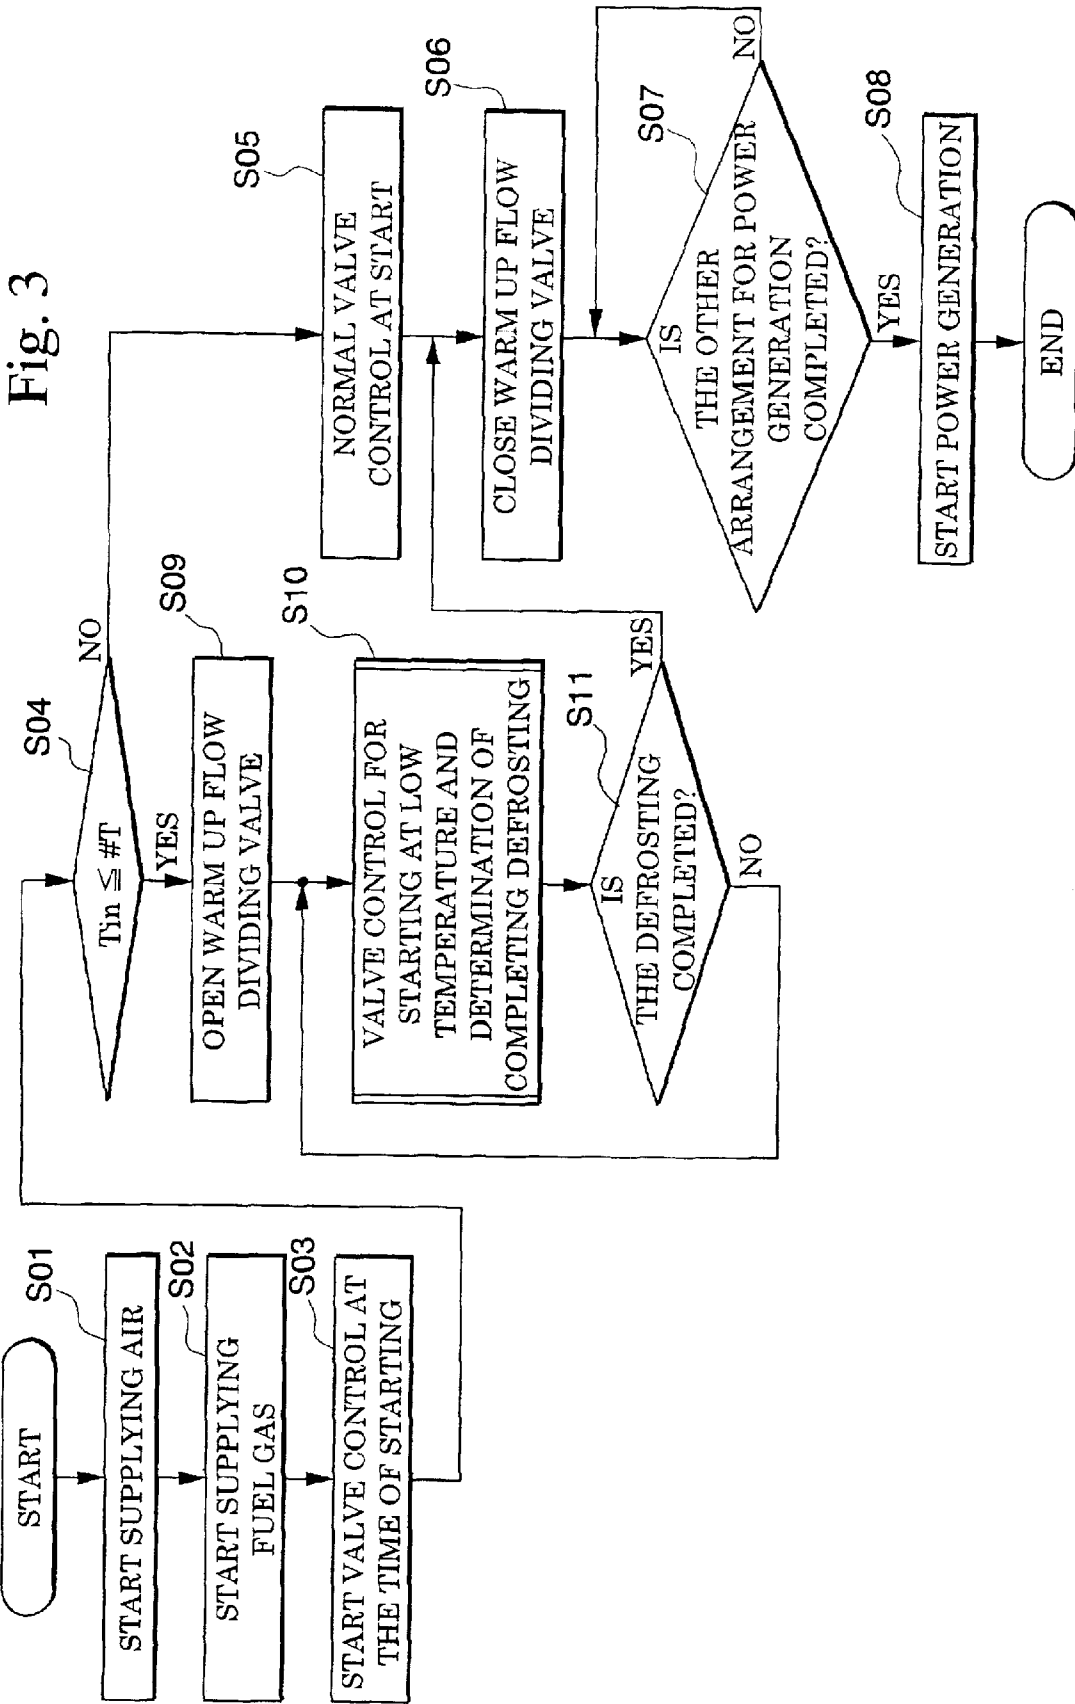 Fig. 3
START
S01
START SUPPLYING AIR
S02
START SUPPLYING
FUEL GAS
S03
START VALVE CONTROL AT
THE TIME OF STARTING
S04
Tin ≦ #T
NO
YES
S09
OPEN WARM UP FLOW
DIVIDING VALVE
S10
VALVE CONTROL FOR
STARTING AT LOW
TEMPERATURE AND
DETERMINATION OF
COMPLETING DEFROSTING
S11
IS
THE DEFROSTING
COMPLETED?
YES
NO
S05
NORMAL VALVE
CONTROL AT START
S06
CLOSE WARM UP FLOW
DIVIDING VALVE
S07
IS
THE OTHER
ARRANGEMENT FOR POWER
GENERATION
COMPLETED?
NO
YES
S08
START POWER GENERATION
END